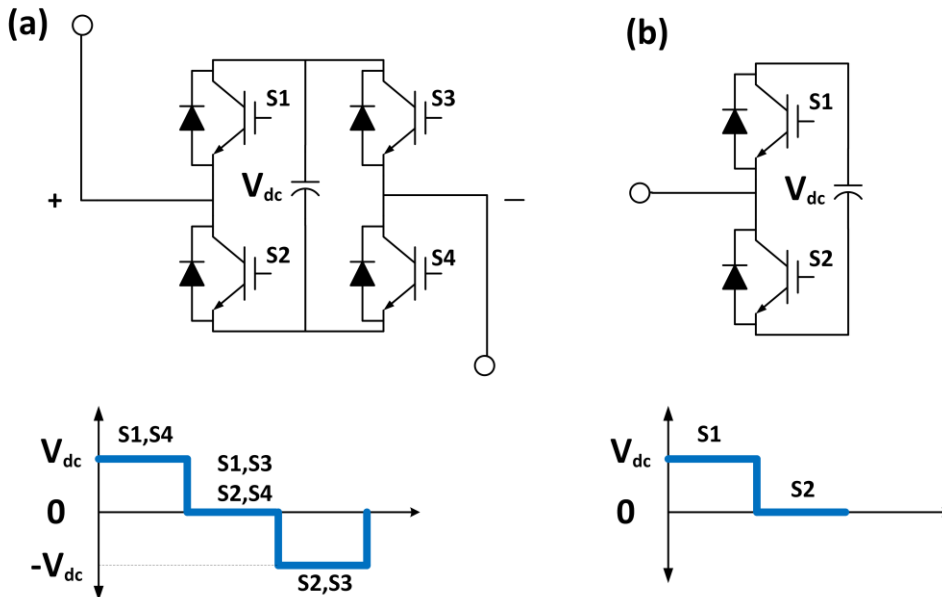 (a)
S1
S3
+
Vdc
–
S2
S4
(b)
S1
Vdc
S2
Vdc
S1,S4
S1,S3
0
S2,S4
-Vdc
S2,S3
Vdc
S1
0
S2